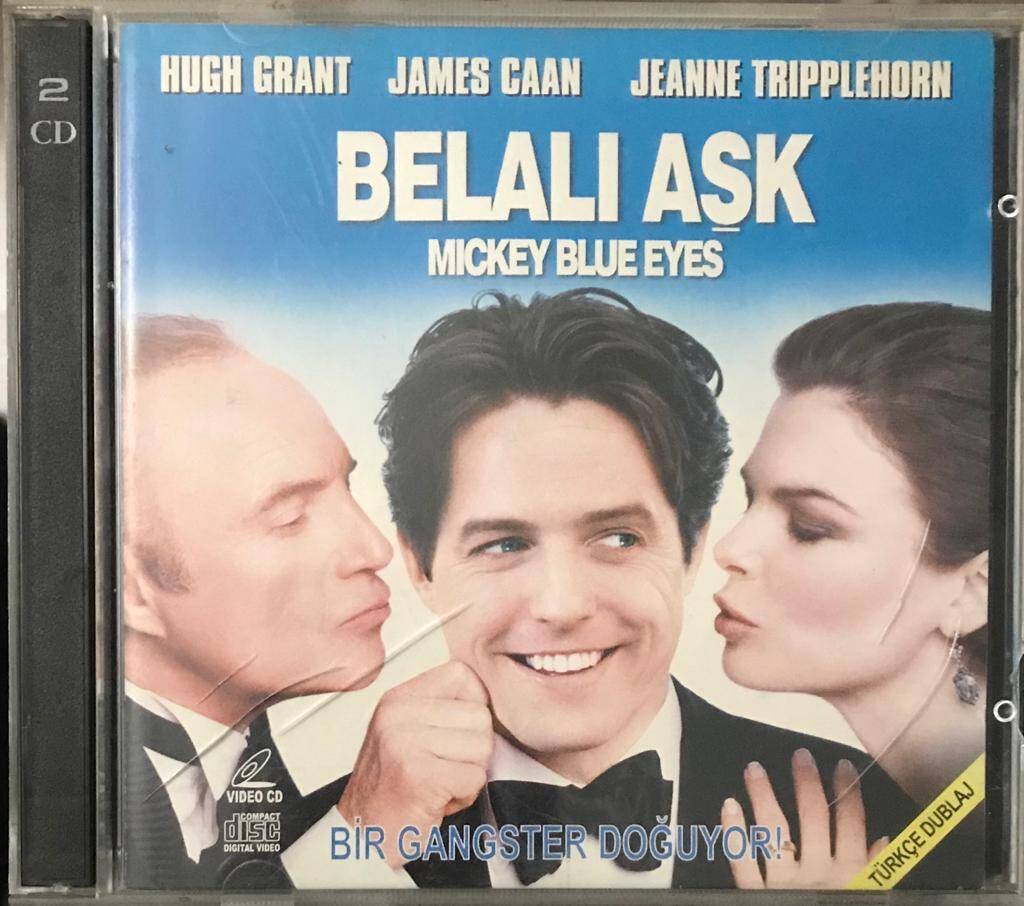 2
CD
HUGH GRANT JAMES CAAN JEANNE TRIPPLEHORN
BELALI AŞK
MICKEY BLUE EYES
VIDEO CD
COMPACT
disc
DIGITAL VIDEO
BİR GANGSTER DOĞUYOR!
TÜRKÇE DUBLAJ